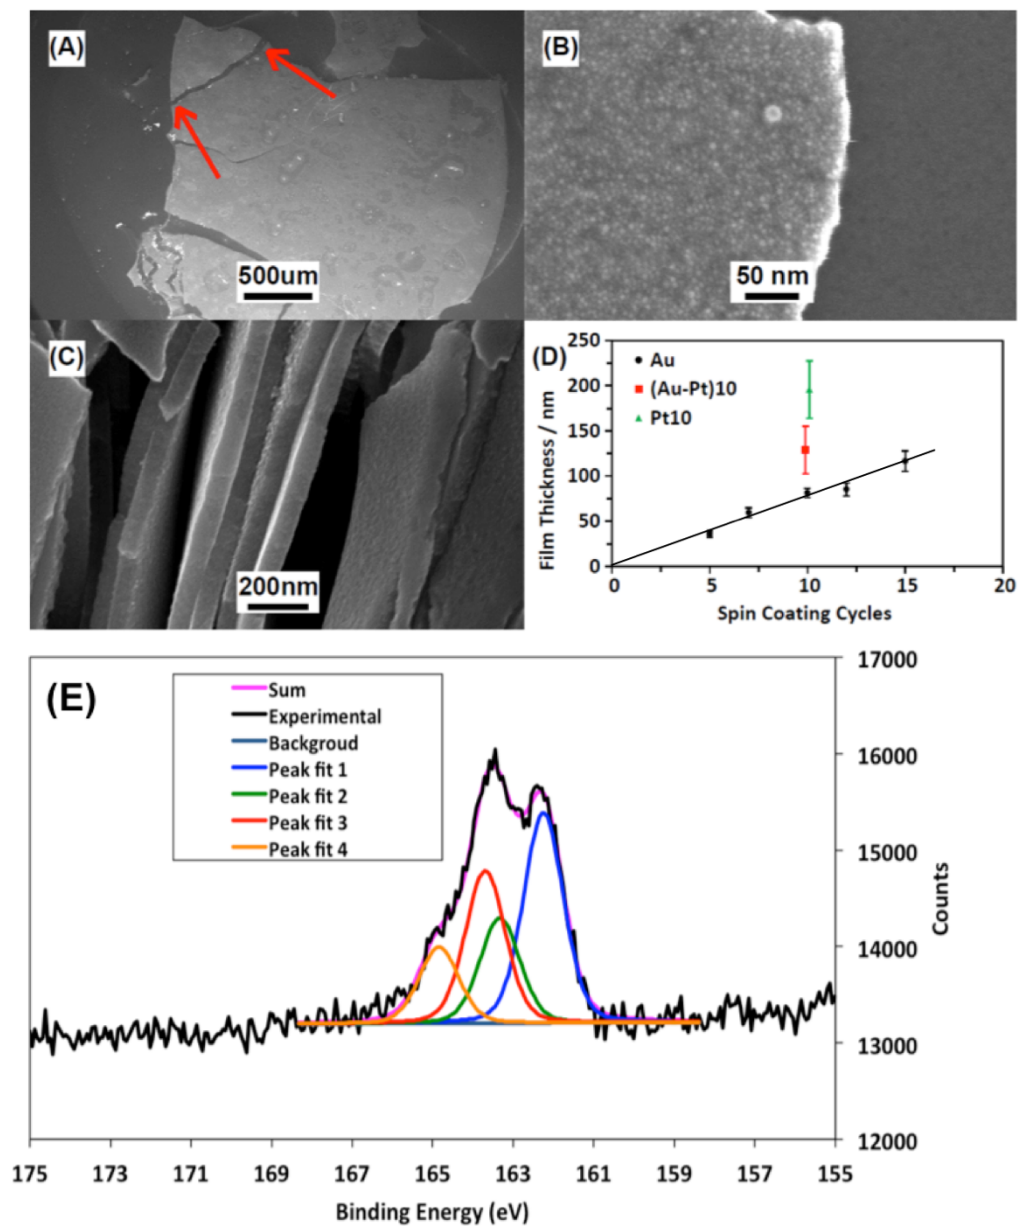 (A)
500um
(B)
50 nm
(C)
200nm
(D)
250
200
150
100
50
0
Film Thickness / nm
Au
(Au-Pt)10
Pt10
0 5 10 15 20
Spin Coating Cycles
(E)
Sum
Experimental
Backgroud
Peak fit 1
Peak fit 2
Peak fit 3
Peak fit 4
17000
16000
15000
14000
13000
12000
Counts
175 173 171 169 167 165 163 161 159 157 155
Binding Energy (eV)